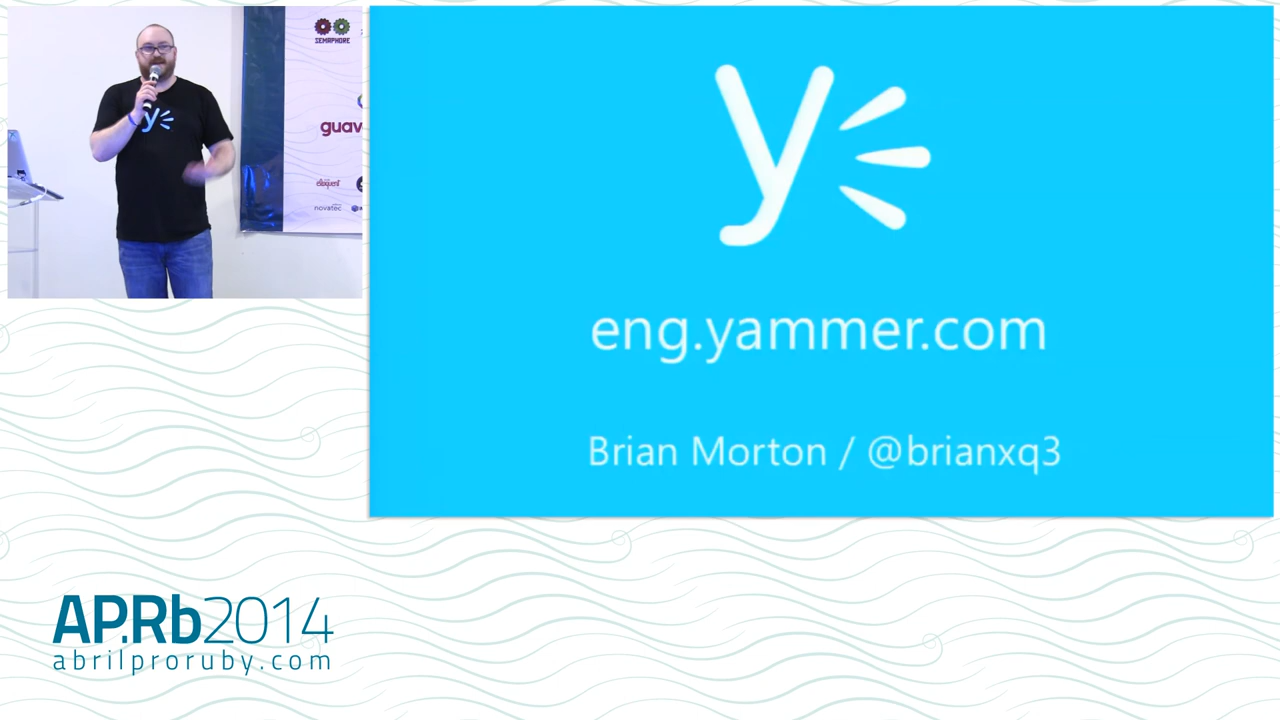 SEMAPHORE
guav
novatec
y
y
eng.yammer.com
Brian Morton / @brianxq3
AP.Rb2014
abrilproruby.com